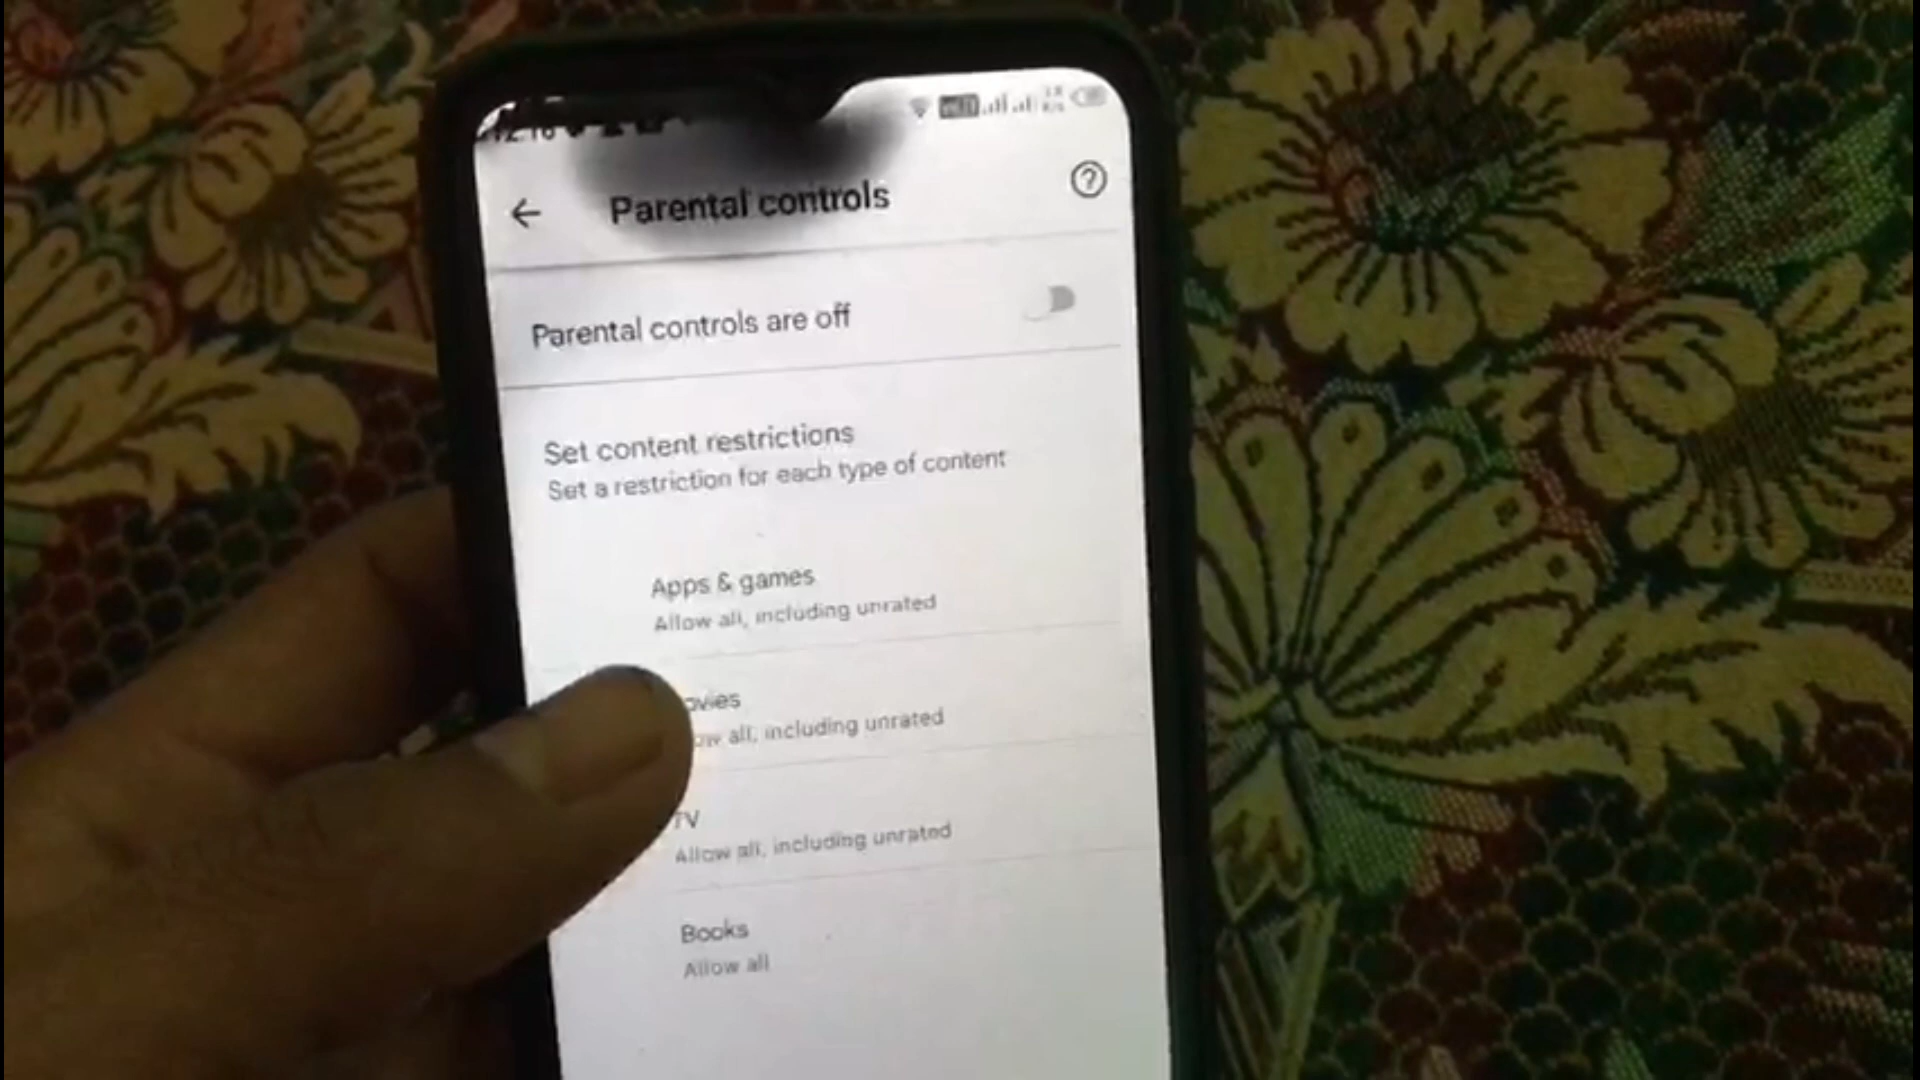 Parental controls
Parental controls are off
Set content restrictions
Set a restriction for each type of content
Apps & games
Allow all, including unrated
ovies
ow all, including unrated
TV
Allow all, including unrated
Books
Allow all